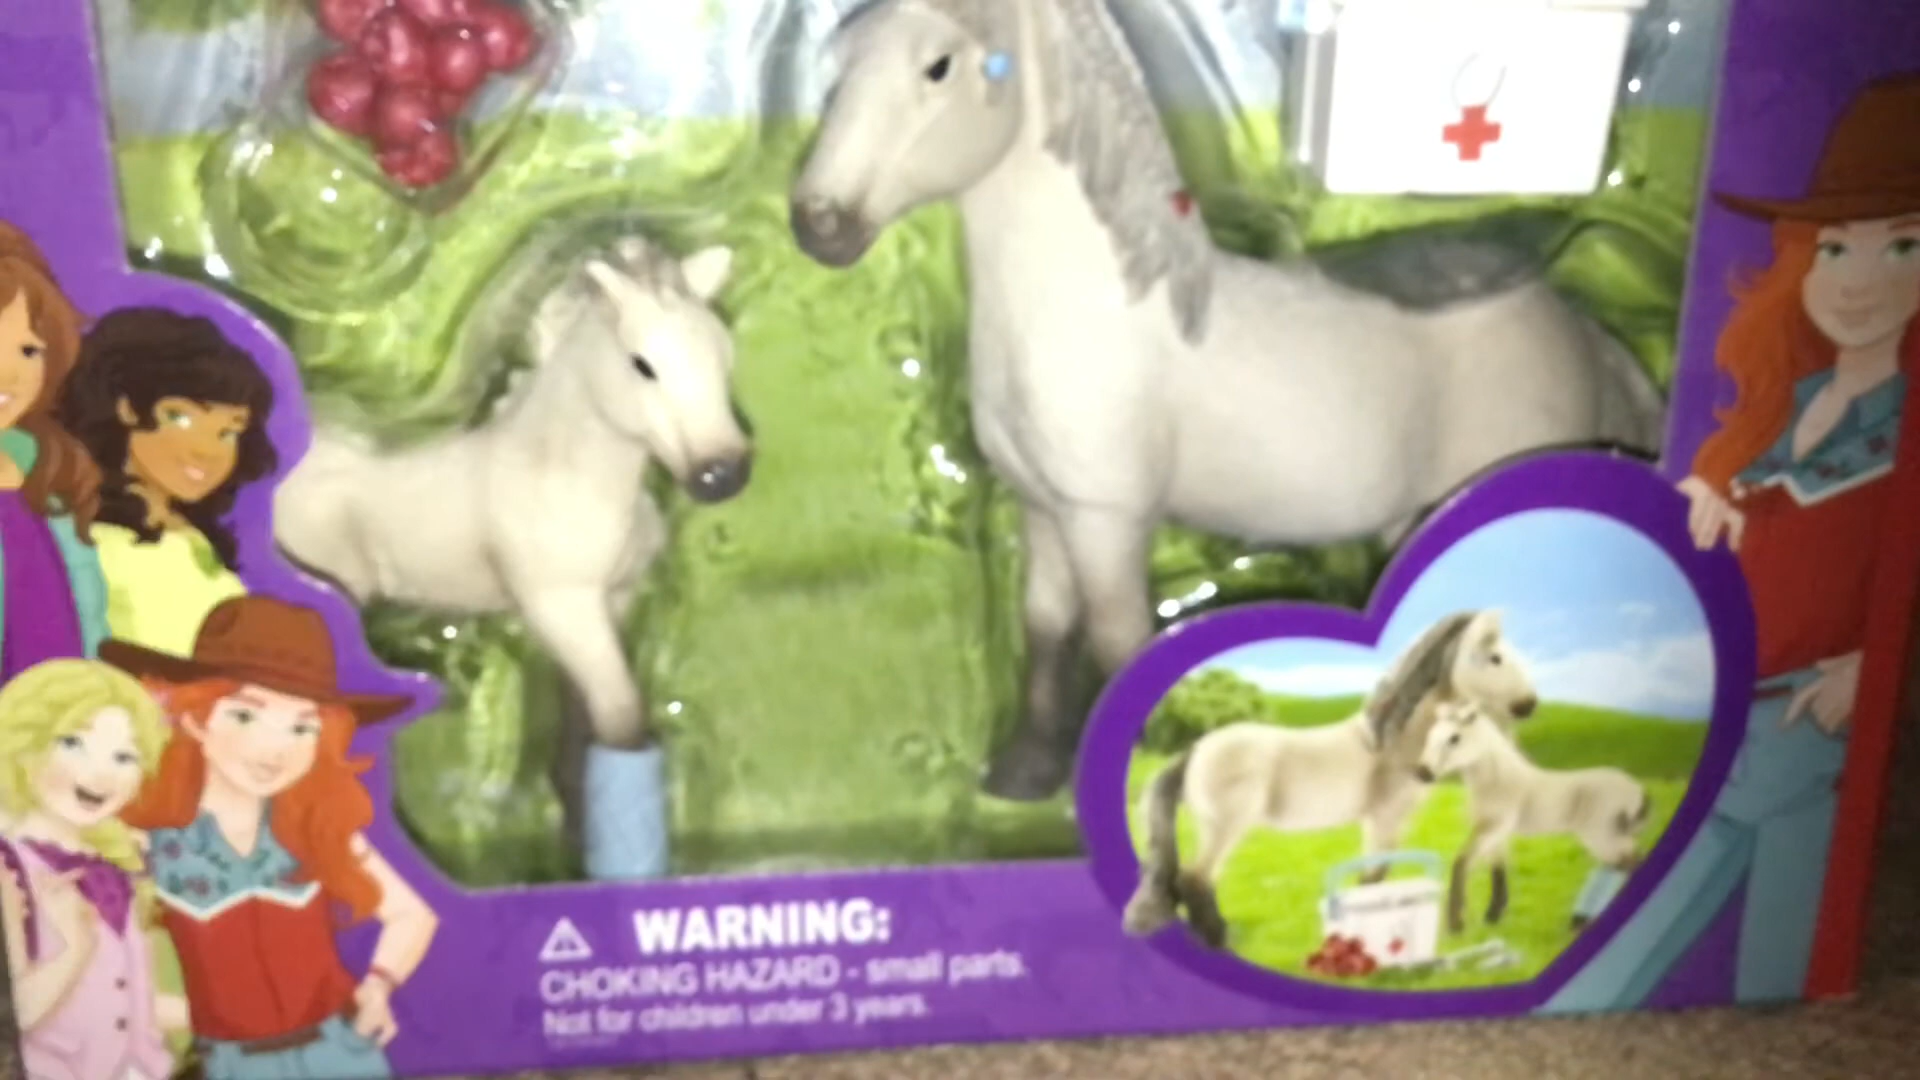 WARNING:
CHOKING HAZARD - small parts.
Not for children under 3 years.